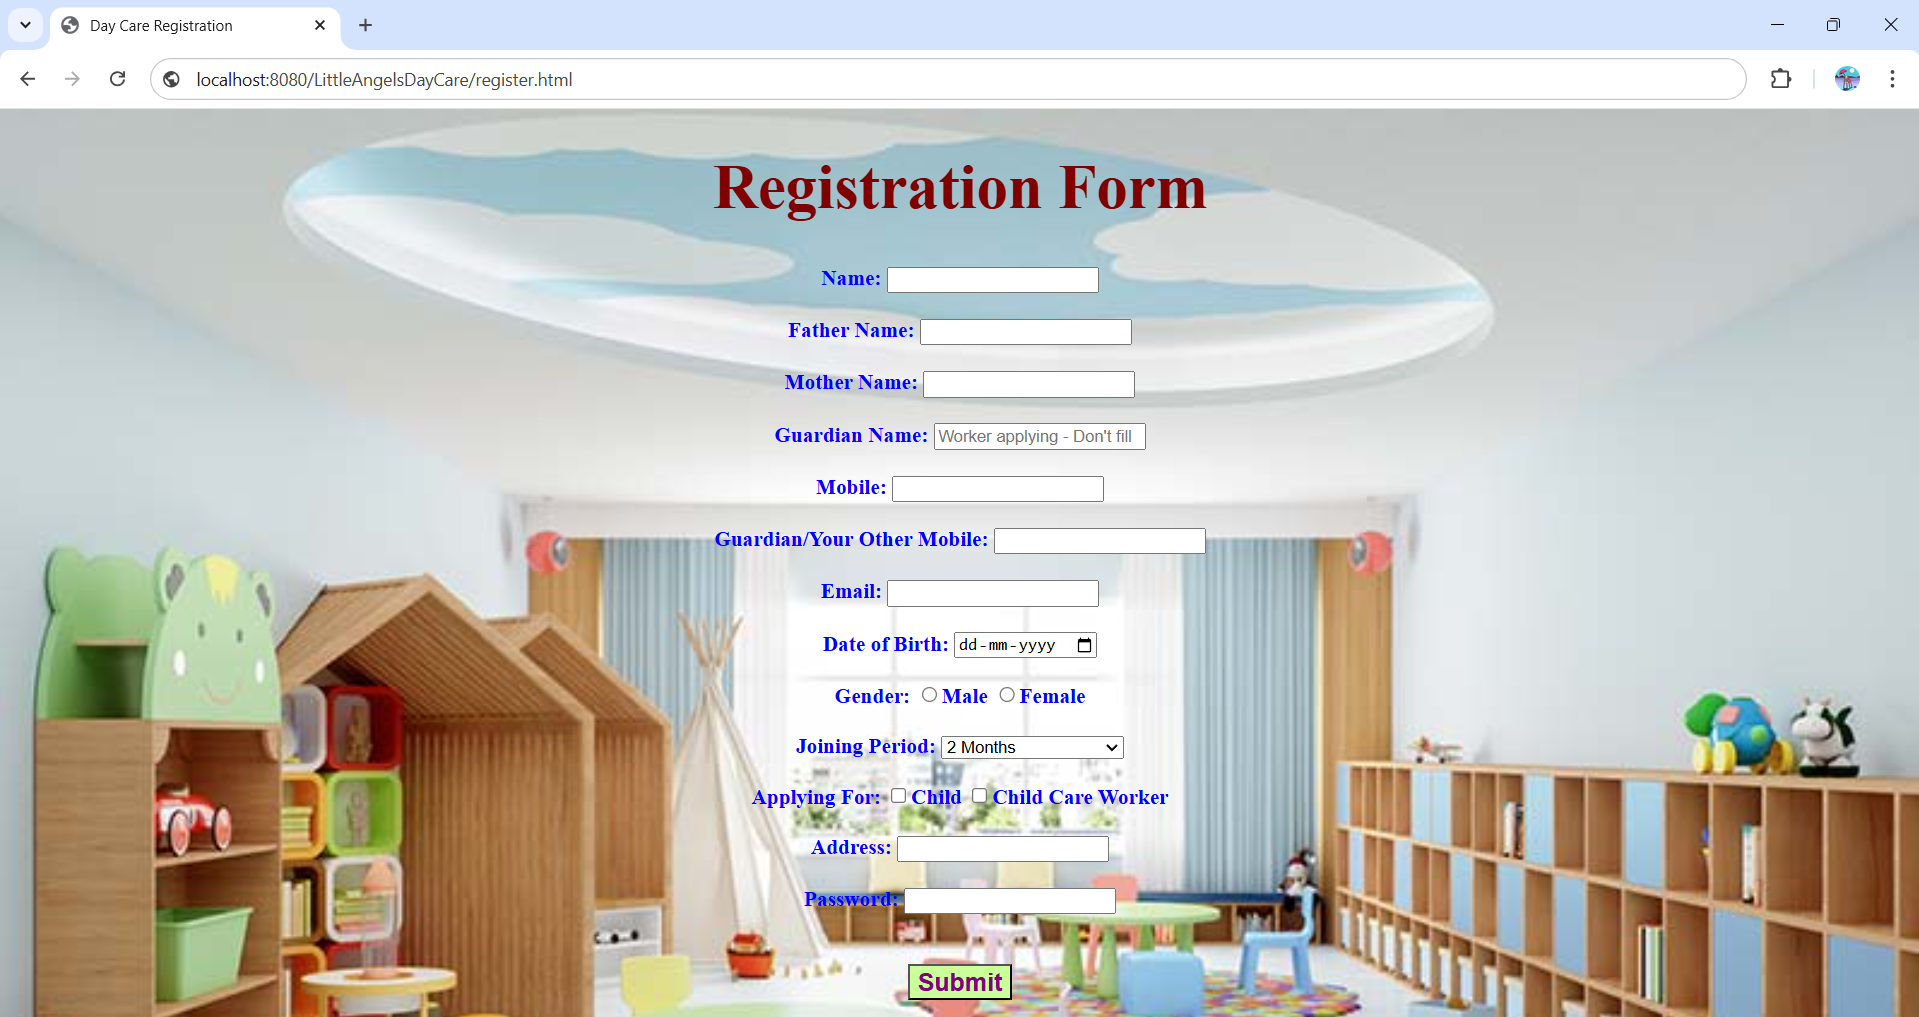 Day Care Registration
localhost:8080/LittleAngelsDayCare/register.html
Registration Form
Name:
Father Name:
Mother Name:
Guardian Name: Worker applying - Don't fill
Mobile:
Guardian/Your Other Mobile:
Email:
Date of Birth: dd-mm-yyyy
Gender: Male Female
Joining Period: 2 Months
Applying For: Child Child Care Worker
Address:
Password:
Submit